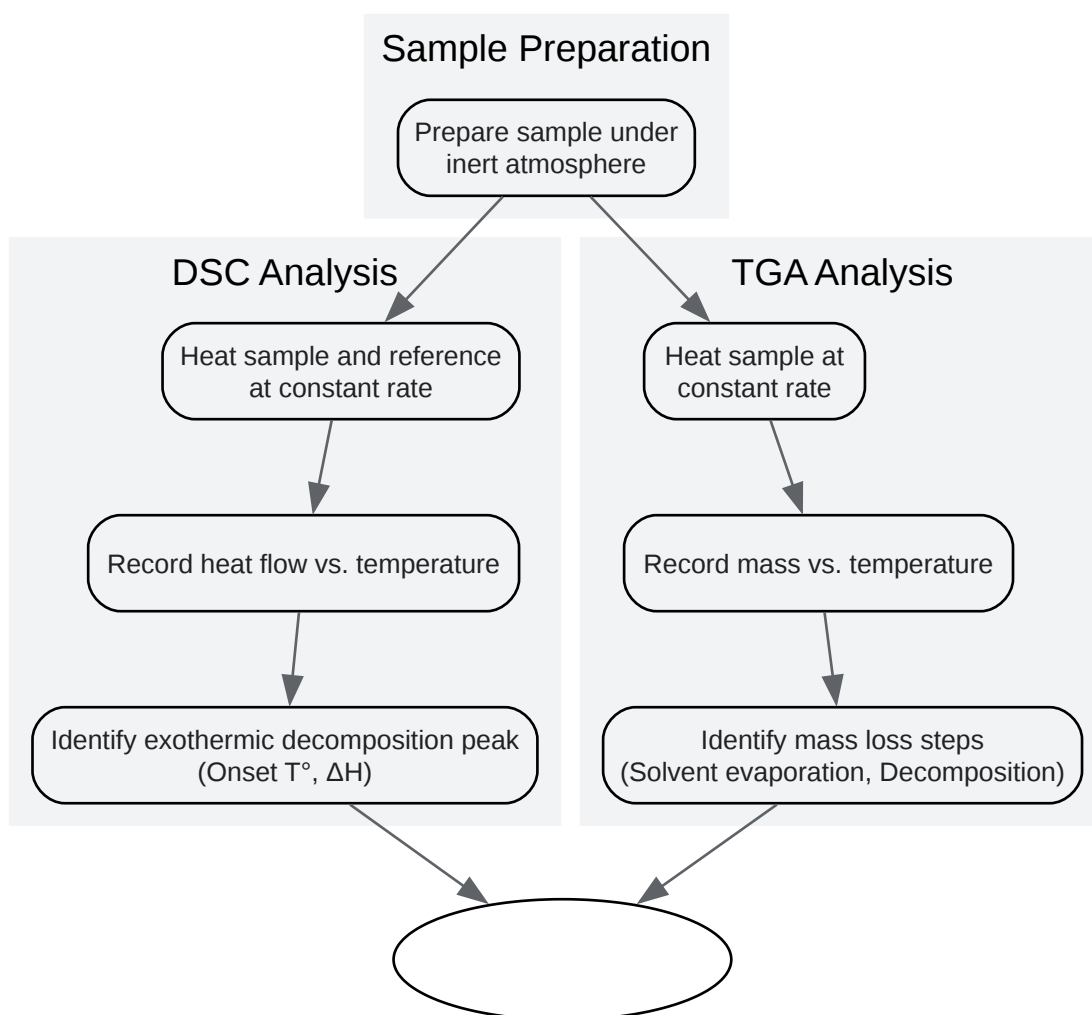 Sample Preparation
Prepare sample under
inert atmosphere
DSC Analysis
Heat sample and reference
at constant rate
Record heat flow vs. temperature
Identify exothermic decomposition peak
(Onset T°, ΔH)
TGA Analysis
Heat sample at
constant rate
Record mass vs. temperature
Identify mass loss steps
(Solvent evaporation, Decomposition)